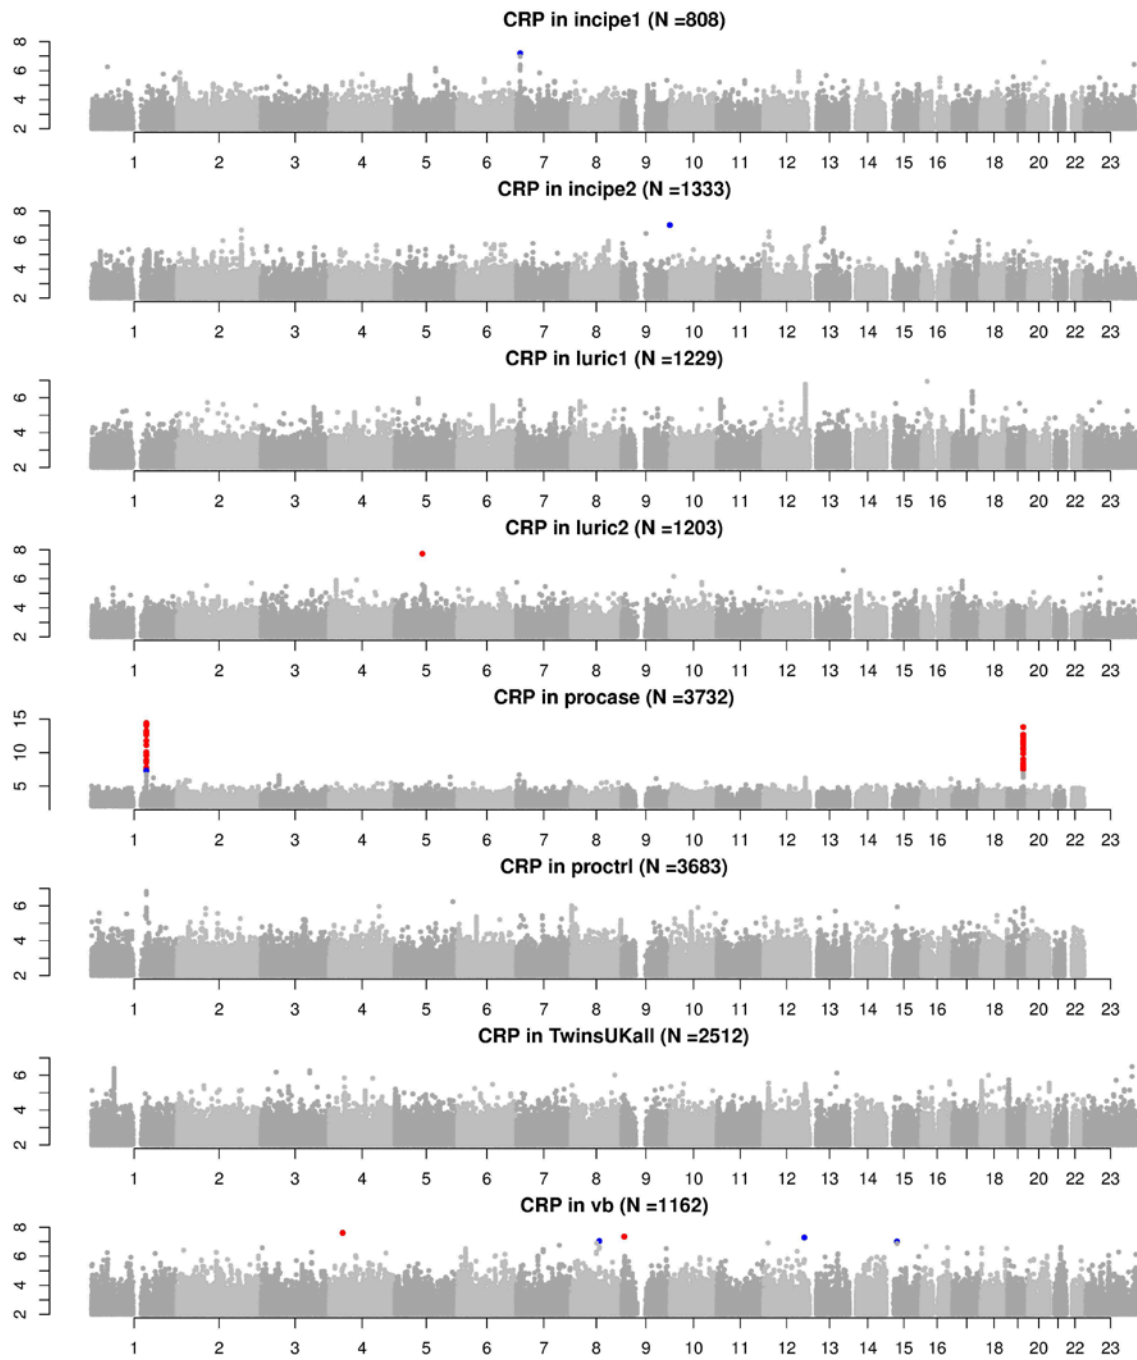 CRP in incipe1 (N =808)
2 4 6 8
1 2 3 4 5 6 7 8 9 10 11 12 13 14 15 16 18 20 22 23
CRP in incipe2 (N =1333)
2 4 6 8
1 2 3 4 5 6 7 8 9 10 11 12 13 14 15 16 18 20 22 23
CRP in luric1 (N =1229)
2 4 6
1 2 3 4 5 6 7 8 9 10 11 12 13 14 15 16 18 20 22 23
CRP in luric2 (N =1203)
2 4 6 8
1 2 3 4 5 6 7 8 9 10 11 12 13 14 15 16 18 20 22 23
CRP in procase (N =3732)
5 10 15
1 2 3 4 5 6 7 8 9 10 11 12 13 14 15 16 18 20 22 23
CRP in proctrl (N =3683)
2 4 6
1 2 3 4 5 6 7 8 9 10 11 12 13 14 15 16 18 20 22 23
CRP in TwinsUKall (N =2512)
2 4 6
1 2 3 4 5 6 7 8 9 10 11 12 13 14 15 16 18 20 22 23
CRP in vb (N =1162)
2 4 6 8
1 2 3 4 5 6 7 8 9 10 11 12 13 14 15 16 18 20 22 23